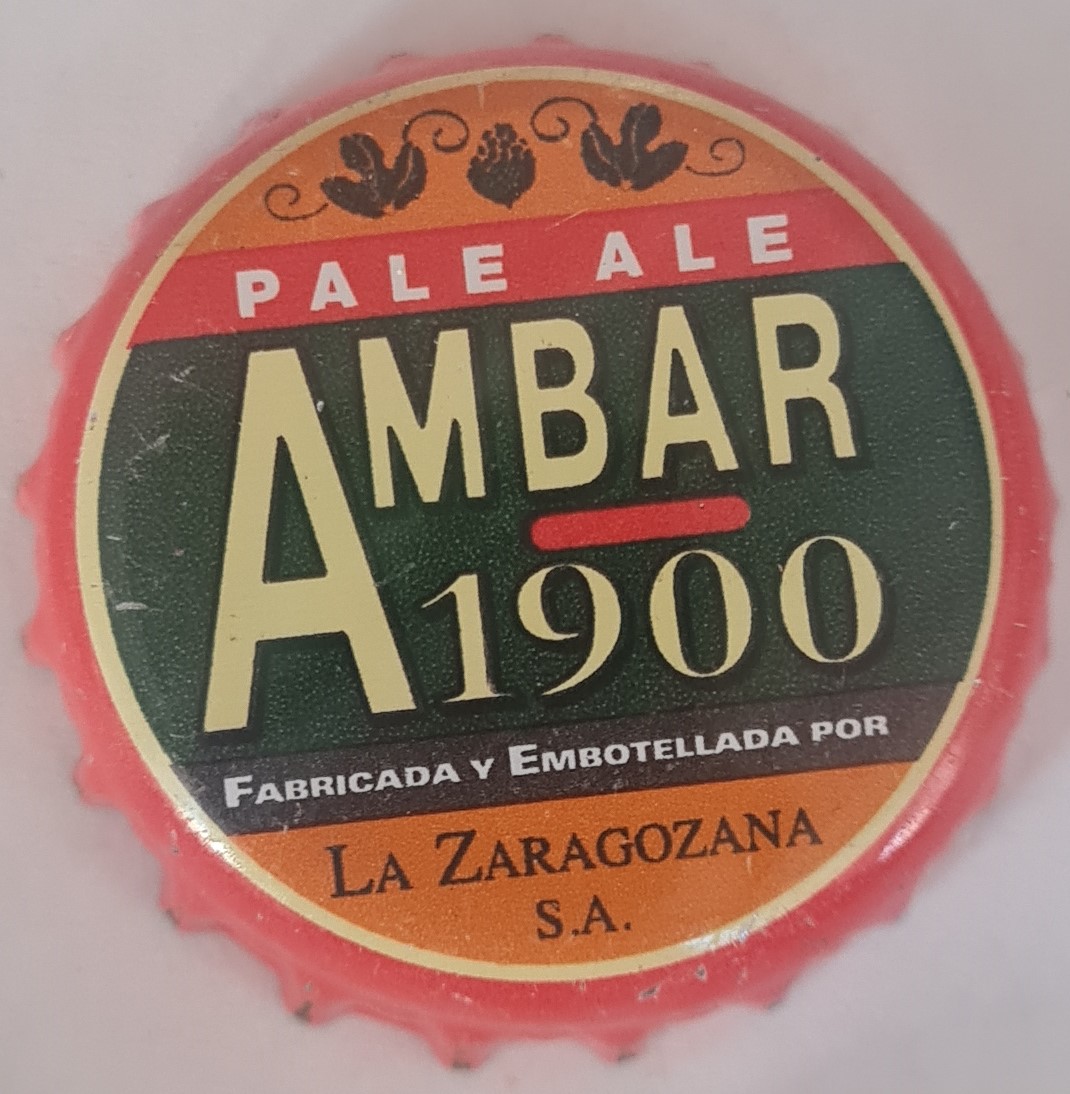 PALE ALE
AMBAR
1900
FABRICADA Y EMBOTELLADA POR
LA ZARAGOZANA
S.A.